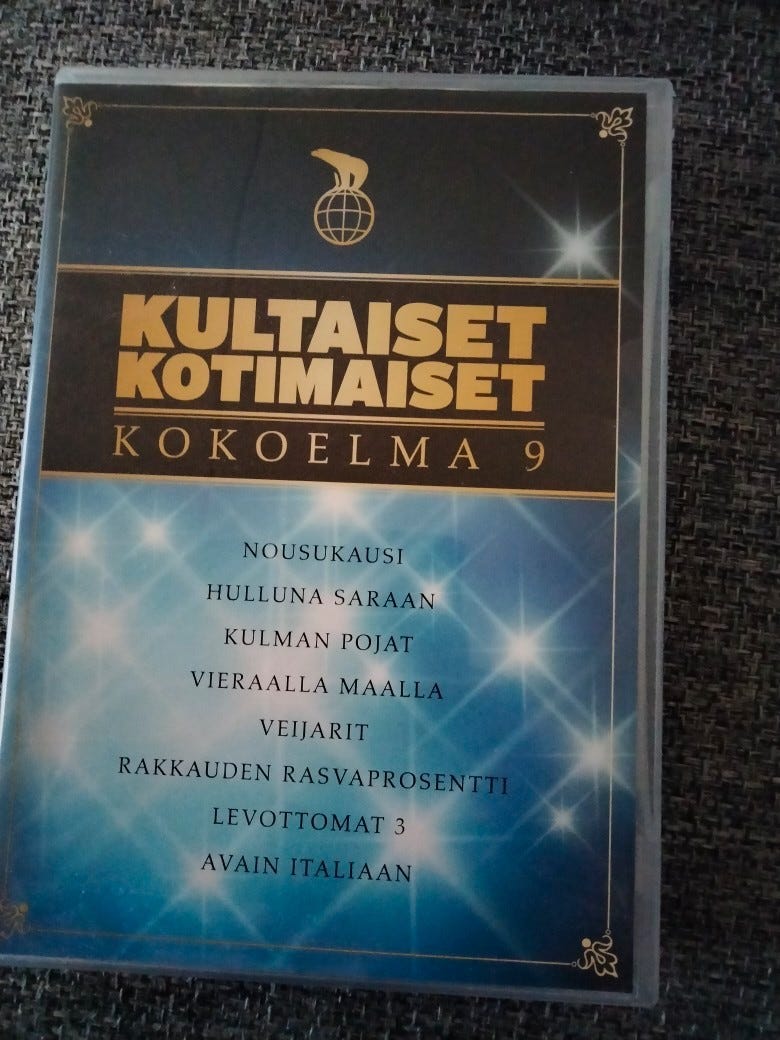 KULTAISET
KOTIMAISET
KOKOELMA 9
NOUSUKAUSI
HULLUNA SARAAN
KULMAN POJAT
VIERAALLA MAALLA
VEIJARIT
RAKKAUDEN RASVAPROSENTTI
LEVOTTOMAT 3
AVAIN ITALIAAN